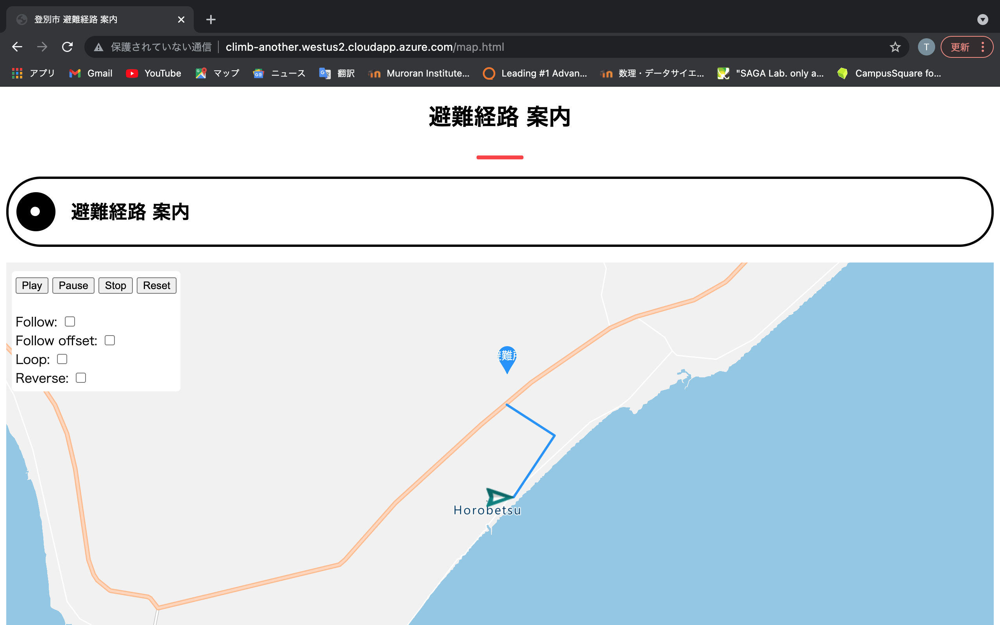 登別市 避難経路 案内
保護されていない通信 climb-another.westus2.cloudapp.azure.com/map.html T 更新
アプリ Gmail YouTube マップ ニュース 翻訳 Muroran Institute... Leading #1 Advan... 数理・データサイエ... "SAGA Lab. only a... CampusSquare fo...
避難経路 案内
避難経路 案内
Play Pause Stop Reset
Follow:
Follow offset:
Loop:
Reverse:
避難所
Horobetsu